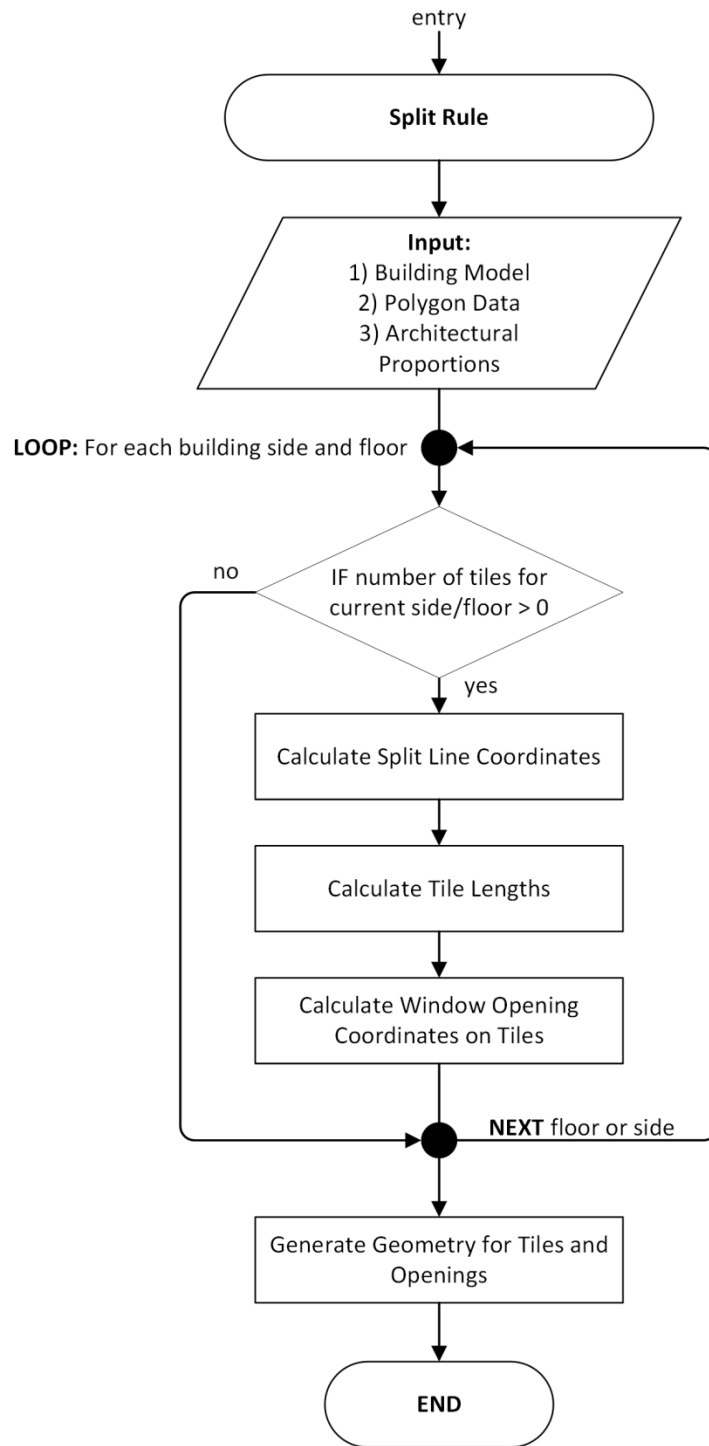 entry
Split Rule
Input:
1) Building Model
2) Polygon Data
3) Architectural
Proportions
LOOP: For each building side and floor
no
IF number of tiles for
current side/floor > 0
yes
Calculate Split Line Coordinates
Calculate Tile Lengths
Calculate Window Opening
Coordinates on Tiles
NEXT floor or side
Generate Geometry for Tiles and
Openings
END